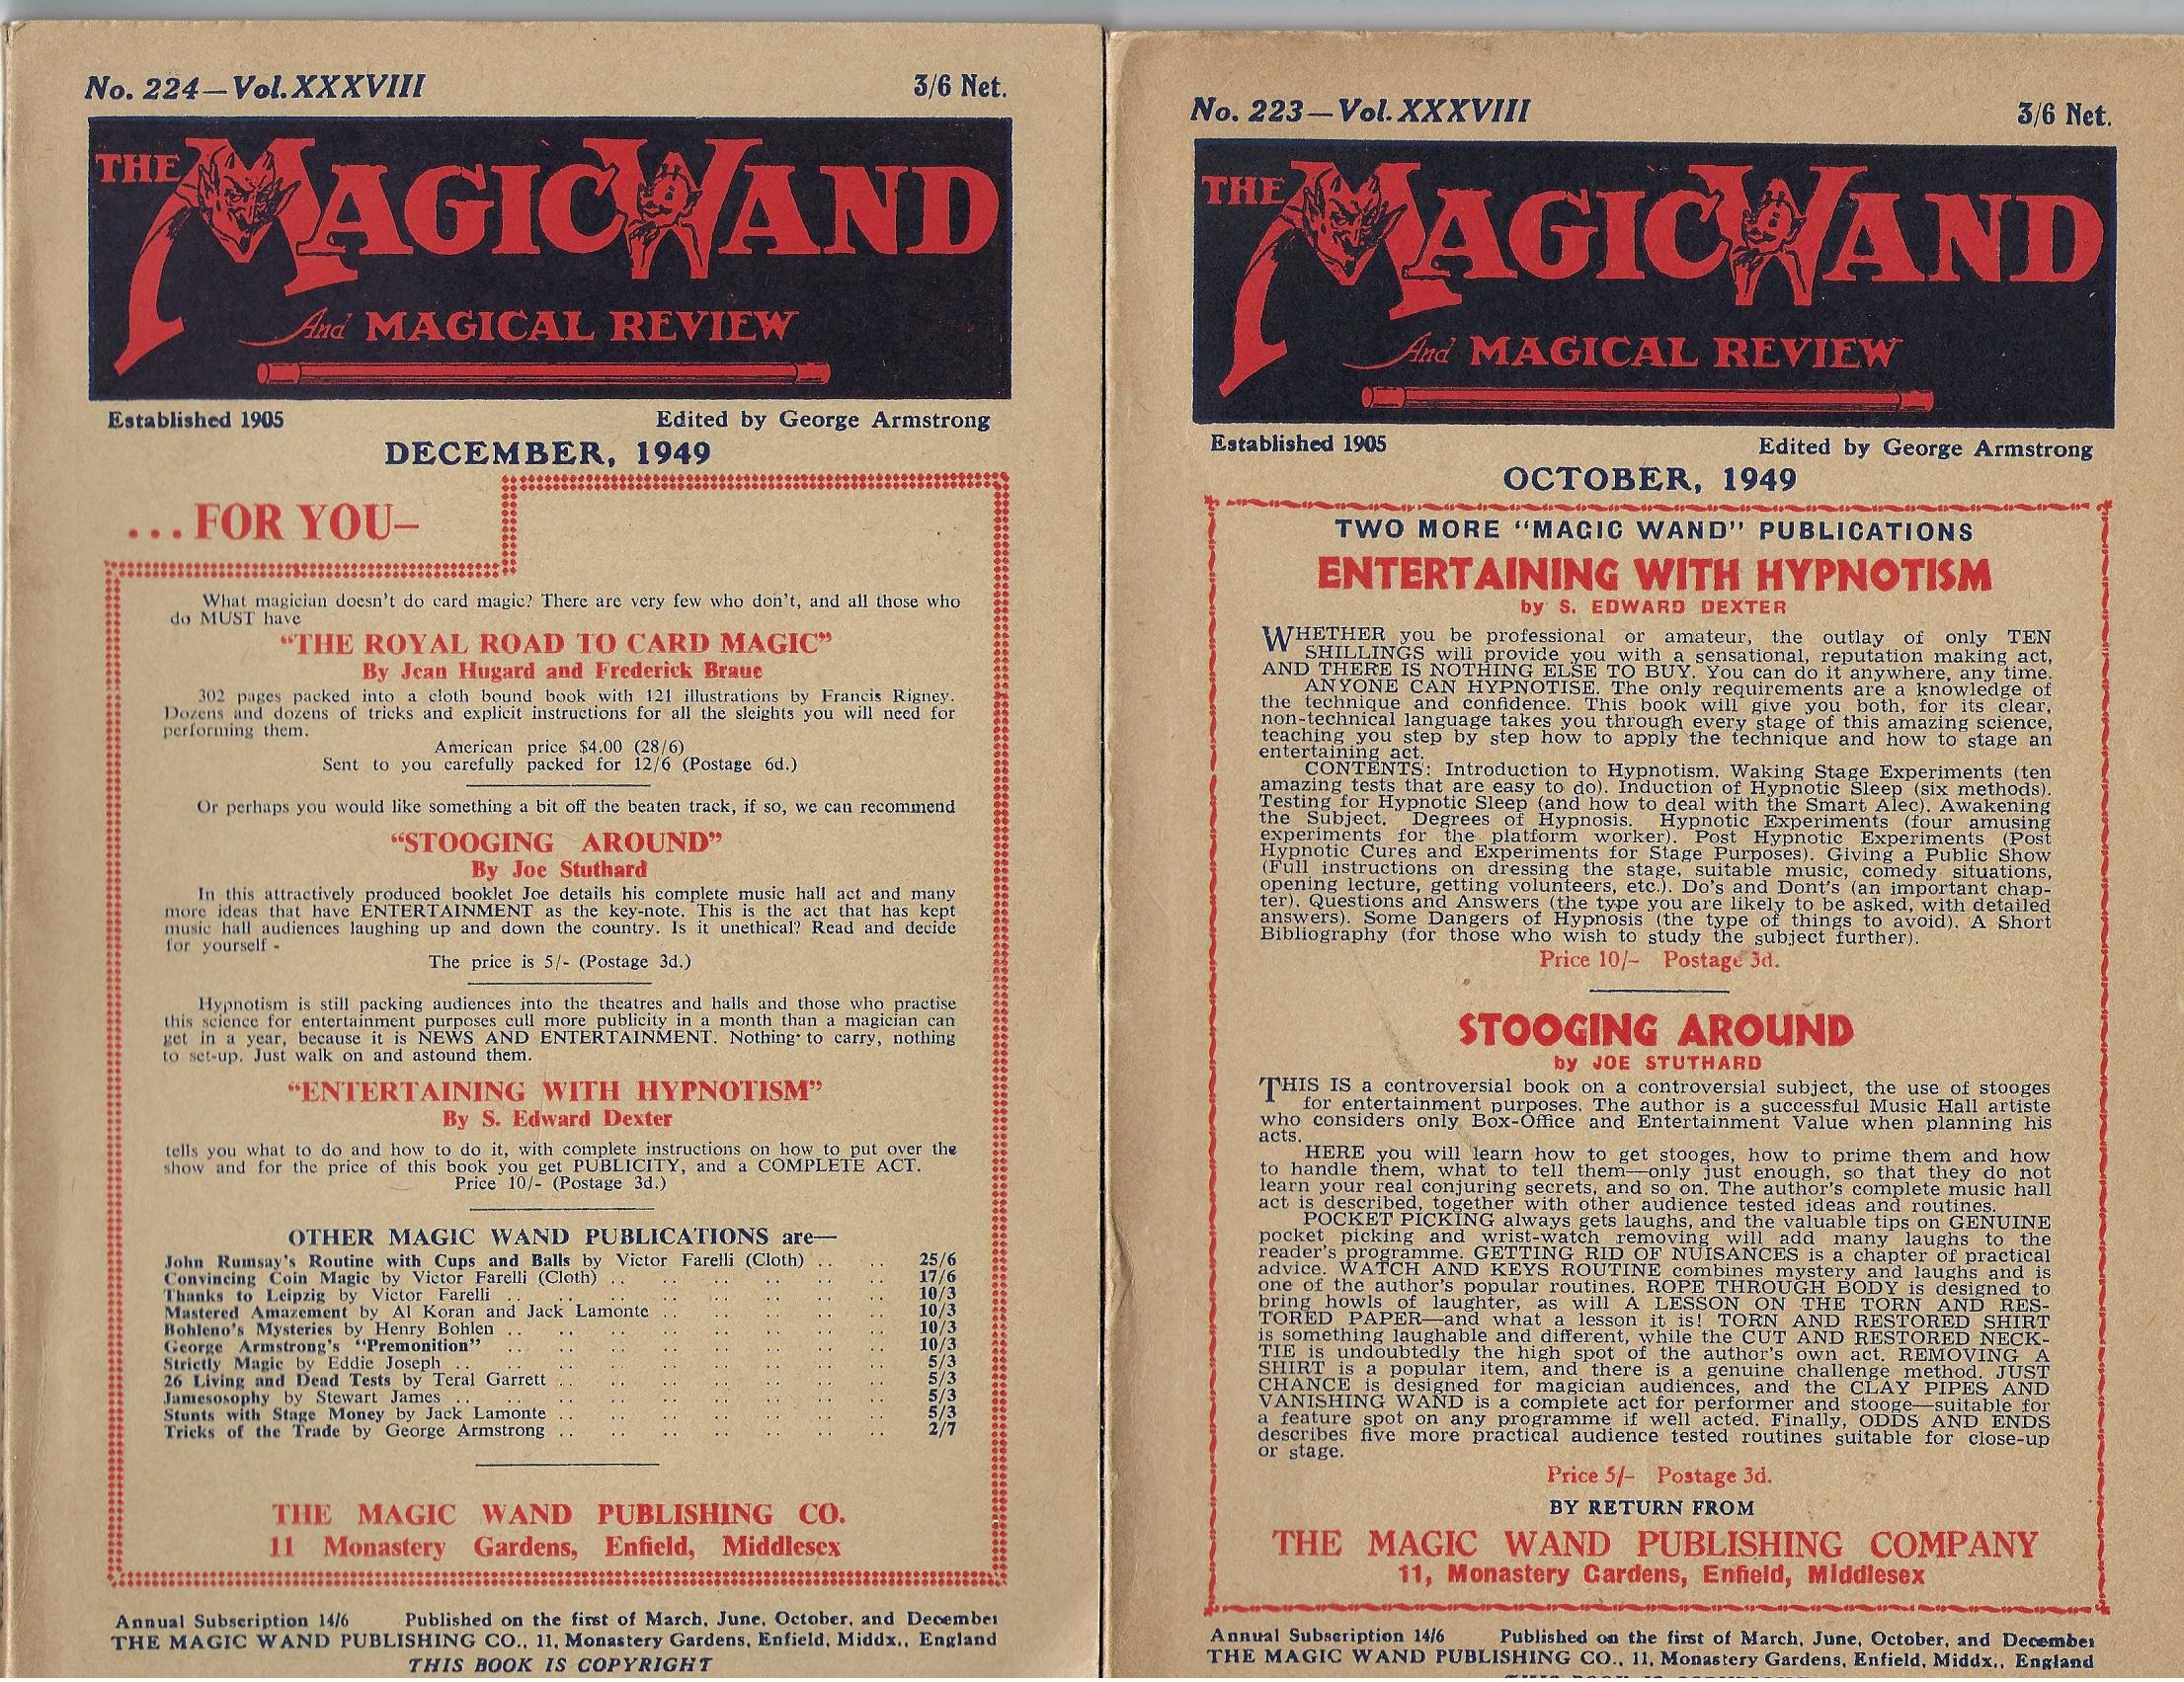 No. 224—Vol. XXXVIII 3/6 Net.
THE MAGIC WAND
And MAGICAL REVIEW
Established 1905 Edited by George Armstrong
DECEMBER, 1949
...FOR YOU–
What magician doesn't do card magic? There are very few who don't, and all those who
do MUST have
"THE ROYAL ROAD TO CARD MAGIC"
By Jean Hugard and Frederick Braue
302 pages packed into a cloth bound book with 121 illustrations by Francis Rigney.
Dozens and dozens of tricks and explicit instructions for all the sleights you will need for
performing them.
American price $4.00 (28/6)
Sent to you carefully packed for 12/6 (Postage 6d.)
Or perhaps you would like something a bit off the beaten track, if so, we can recommend
"STOOGING AROUND"
By Joe Stuthard
In this attractively produced booklet Joe details his complete music hall act and many
more ideas that have ENTERTAINMENT as the key-note. This is the act that has kept
music hall audiences laughing up and down the country. Is it unethical? Read and decide
for yourself -
The price is 5/- (Postage 3d.)
Hypnotism is still packing audiences into the theatres and halls and those who practise
this science for entertainment purposes cull more publicity in a month than a magician can
get in a year, because it is NEWS AND ENTERTAINMENT. Nothing to carry, nothing
to set-up. Just walk on and astound them.
"ENTERTAINING WITH HYPNOTISM"
By S. Edward Dexter
tells you what to do and how to do it, with complete instructions on how to put over the
show and for the price of this book you get PUBLICITY, and a COMPLETE ACT.
Price 10/- (Postage 3d.)
OTHER MAGIC WAND PUBLICATIONS are—
John Ramsay's Routine with Cups and Balls by Victor Farelli (Cloth) .. .. 25/6
Convincing Coin Magic by Victor Farelli (Cloth) .. .. .. .. .. .. 17/6
Thanks to Leipzig by Victor Farelli .. .. .. .. .. .. .. .. 10/3
Mastered Amazement by Al Koran and Jack Lamonte .. .. .. .. .. 10/3
Bohleno's Mysteries by Henry Bohlen .. .. .. .. .. .. .. .. 10/3
George Armstrong's "Premonition" .. .. .. .. .. .. .. .. 10/3
Strictly Magic by Eddie Joseph .. .. .. .. .. .. .. .. .. 5/3
26 Living and Dead Tests by Teral Garrett .. .. .. .. .. .. .. 5/3
Jamesosophy by Stewart James .. .. .. .. .. .. .. .. .. 5/3
Stunts with Stage Money by Jack Lamonte .. .. .. .. .. .. .. 5/3
Tricks of the Trade by George Armstrong .. .. .. .. .. .. .. 2/7
THE MAGIC WAND PUBLISHING CO.
11 Monastery Gardens, Enfield, Middlesex
Annual Subscription 14/6 Published on the first of March, June, October, and December
THE MAGIC WAND PUBLISHING CO., 11, Monastery Gardens, Enfield, Middx., England
THIS BOOK IS COPYRIGHT
No. 223—Vol. XXXVIII 3/6 Net.
THE MAGIC WAND
And MAGICAL REVIEW
Established 1905 Edited by George Armstrong
OCTOBER, 1949
TWO MORE "MAGIC WAND" PUBLICATIONS
ENTERTAINING WITH HYPNOTISM
by S. EDWARD DEXTER
WHETHER you be professional or amateur, the outlay of only TEN
SHILLINGS will provide you with a sensational, reputation making act,
AND THERE IS NOTHING ELSE TO BUY. You can do it anywhere, any time.
ANYONE CAN HYPNOTISE. The only requirements are a knowledge of
the technique and confidence. This book will give you both, for its clear,
non-technical language takes you through every stage of this amazing science,
teaching you step by step how to apply the technique and how to stage an
entertaining act.
CONTENTS: Introduction to Hypnotism. Waking Stage Experiments (ten
amazing tests that are easy to do). Induction of Hypnotic Sleep (six methods).
Testing for Hypnotic Sleep (and how to deal with the Smart Alec). Awakening
the Subject. Degrees of Hypnosis. Hypnotic Experiments (four amusing
experiments for the platform worker). Post Hypnotic Experiments (Post
Hypnotic Cures and Experiments for Stage Purposes). Giving a Public Show
(Full instructions on dressing the stage, suitable music, comedy situations,
opening lecture, getting volunteers, etc.). Do's and Dont's (an important chap-
ter). Questions and Answers (the type you are likely to be asked, with detailed
answers). Some Dangers of Hypnosis (the type of things to avoid). A Short
Bibliography (for those who wish to study the subject further).
Price 10/- Postage 3d.
STOOGING AROUND
by JOE STUTHARD
THIS IS a controversial book on a controversial subject, the use of stooges
for entertainment purposes. The author is a successful Music Hall artiste
who considers only Box-Office and Entertainment Value when planning his
acts.
HERE you will learn how to get stooges, how to prime them and how
to handle them, what to tell them—only just enough, so that they do not
learn your real conjuring secrets, and so on. The author's complete music hall
act is described, together with other audience tested ideas and routines.
POCKET PICKING always gets laughs, and the valuable tips on GENUINE
pocket picking and wrist-watch removing will add many laughs to the
reader's programme. GETTING RID OF NUISANCES is a chapter of practical
advice. WATCH AND KEYS ROUTINE combines mystery and laughs and is
one of the author's popular routines. ROPE THROUGH BODY is designed to
bring howls of laughter, as will A LESSON ON THE TORN AND RES-
TORED PAPER—and what a lesson it is! TORN AND RESTORED SHIRT
is something laughable and different, while the CUT AND RESTORED NECK-
TIE is undoubtedly the high spot of the author's own act. REMOVING A
SHIRT is a popular item, and there is a genuine challenge method. JUST
CHANCE is designed for magician audiences, and the CLAY PIPES AND
VANISHING WAND is a complete act for performer and stooge—suitable for
a feature spot on any programme if well acted. Finally, ODDS AND ENDS
describes five more practical audience tested routines suitable for close-up
or stage.
Price 5/- Postage 3d.
BY RETURN FROM
THE MAGIC WAND PUBLISHING COMPANY
11, Monastery Gardens, Enfield, Middlesex
Annual Subscription 14/6 Published on the first of March, June, October, and December
THE MAGIC WAND PUBLISHING CO., 11, Monastery Gardens, Enfield, Middx., England